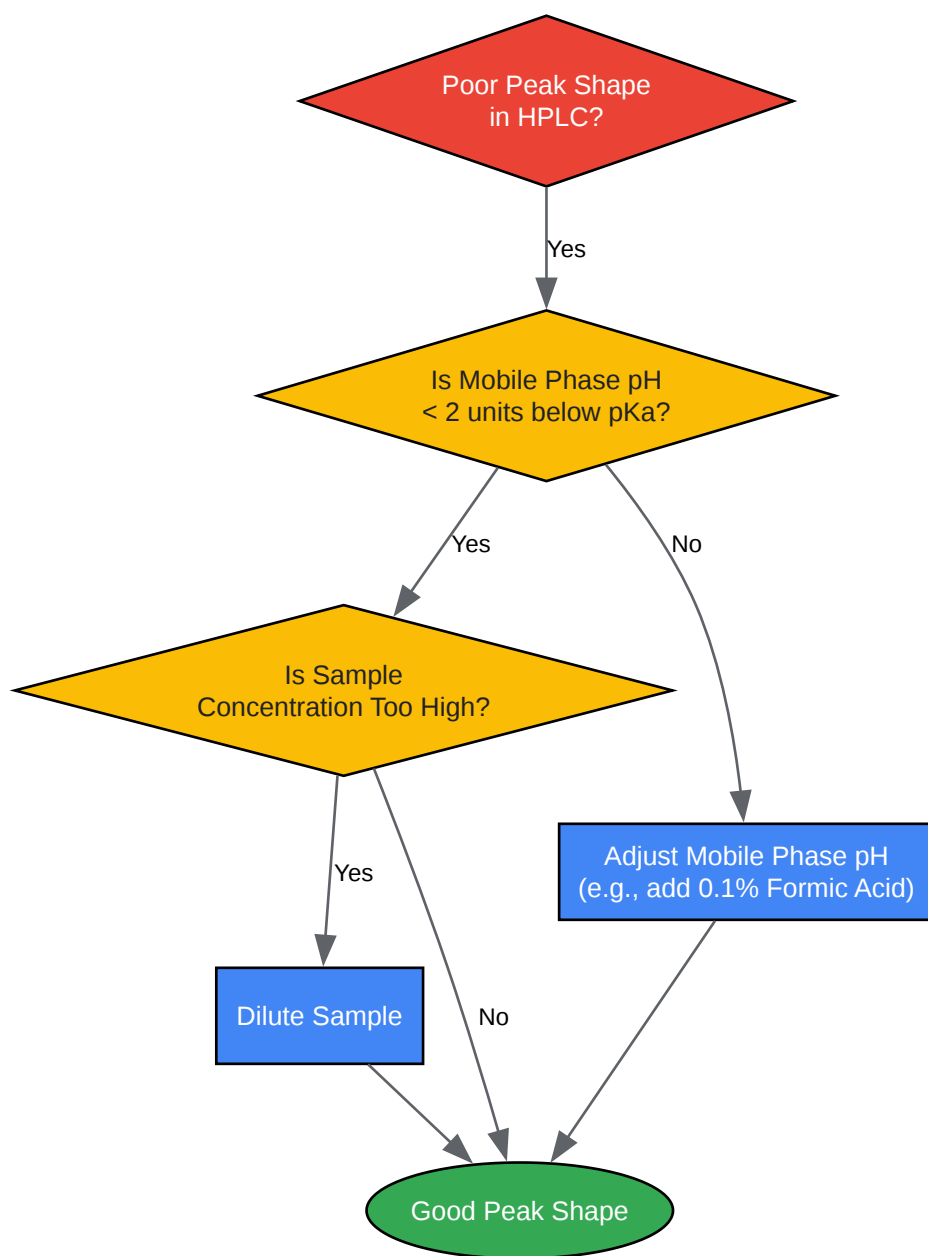 Poor Peak Shape
in HPLC?
Yes
Is Mobile Phase pH
< 2 units below pKa?
Yes
No
Is Sample
Concentration Too High?
Adjust Mobile Phase pH
(e.g., add 0.1% Formic Acid)
Yes
No
Dilute Sample
Good Peak Shape